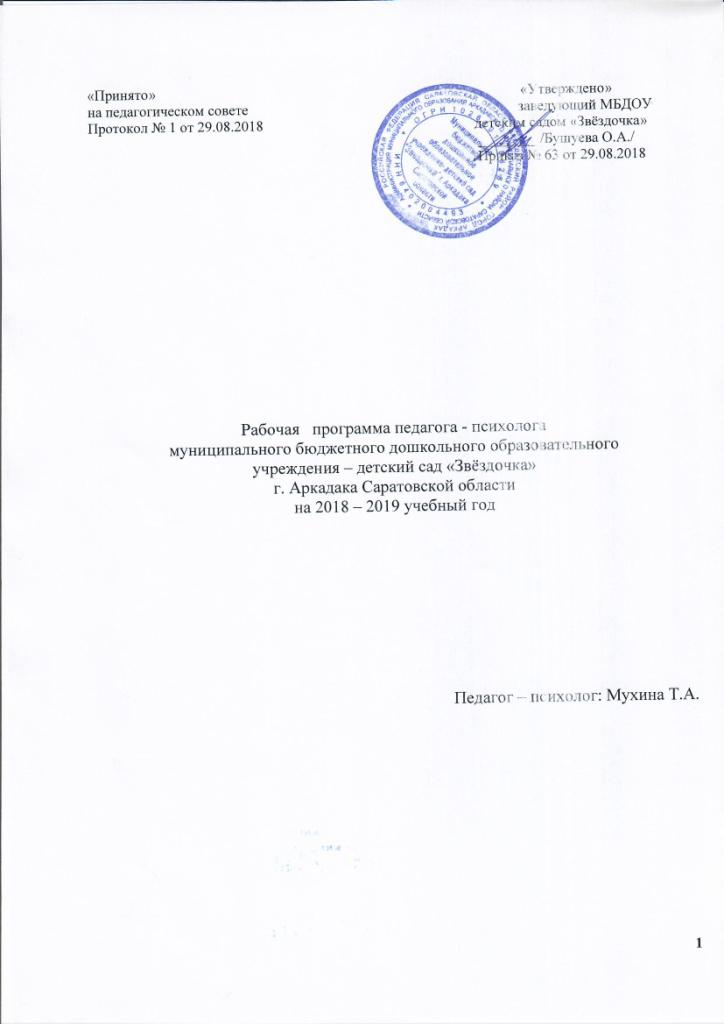 «Принято»
на педагогическом совете
Протокол № 1 от 29.08.2018
«Утверждено»
заведующий МБДОУ
детским садом «Звёздочка»
/Бушуева О.А./
Приказ № 63 от 29.08.2018
Рабочая программа педагога - психолога
муниципального бюджетного дошкольного образовательного
учреждения – детский сад «Звёздочка»
г. Аркадака Саратовской области
на 2018 – 2019 учебный год
Педагог – психолог: Мухина Т.А.
1